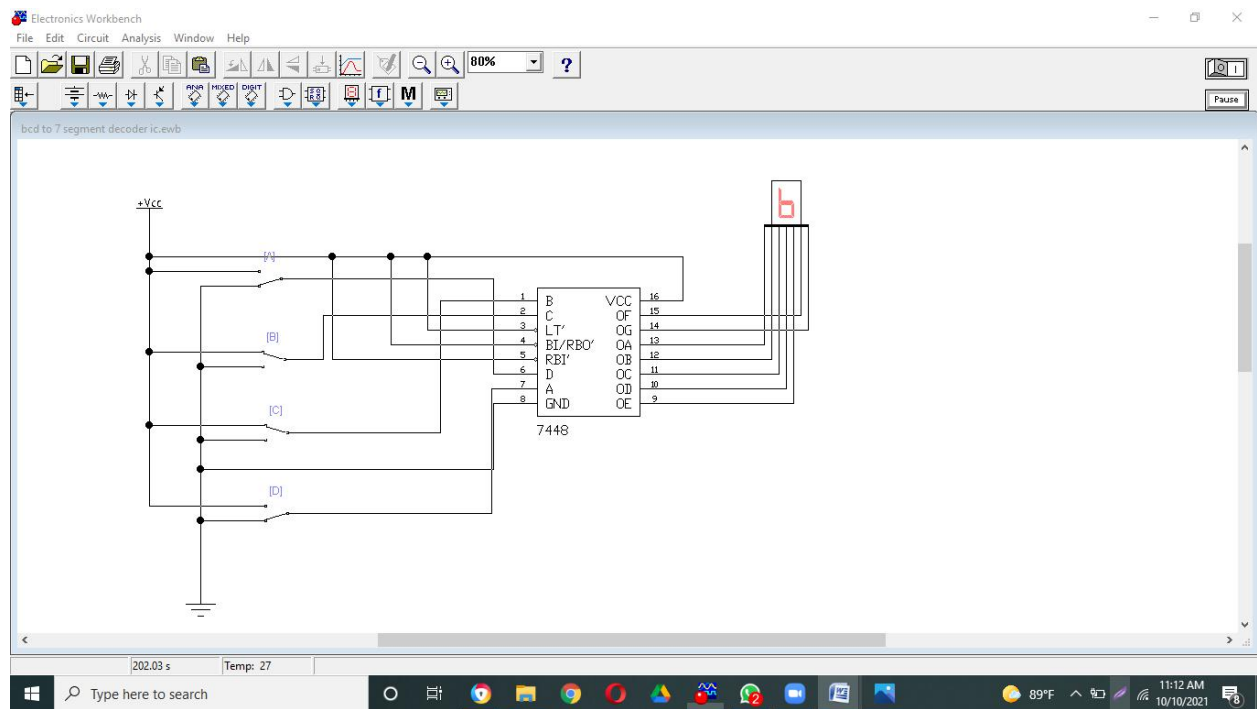 Electronics Workbench
File Edit Circuit Analysis Window Help
80%
?
ANA MIXED DIGIT
M
Pause
bcd to 7 segment decoder ic.ewb
+Vcc
[A]
[B]
[C]
[D]
1 B VCC 16
2 C OF 15
3 LT' OG 14
4 BI/RBO' OA 13
5 RBI' OB 12
6 D OC 11
7 A OD 10
8 GND OE 9
7448
6
202.03 s Temp: 27
Type here to search
2
89°F
11:12 AM
10/10/2021
8